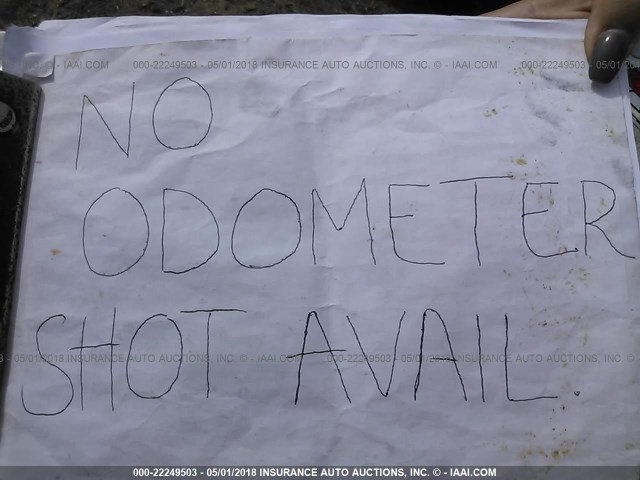 000-22249503 - 05/01/2018 INSURANCE AUTO AUCTIONS, INC. © - IAAI.COM
NO
ODOMETER
SHOT AVAIL.
000-22249503 - 05/01/2018 INSURANCE AUTO AUCTIONS, INC. © - IAAI.COM